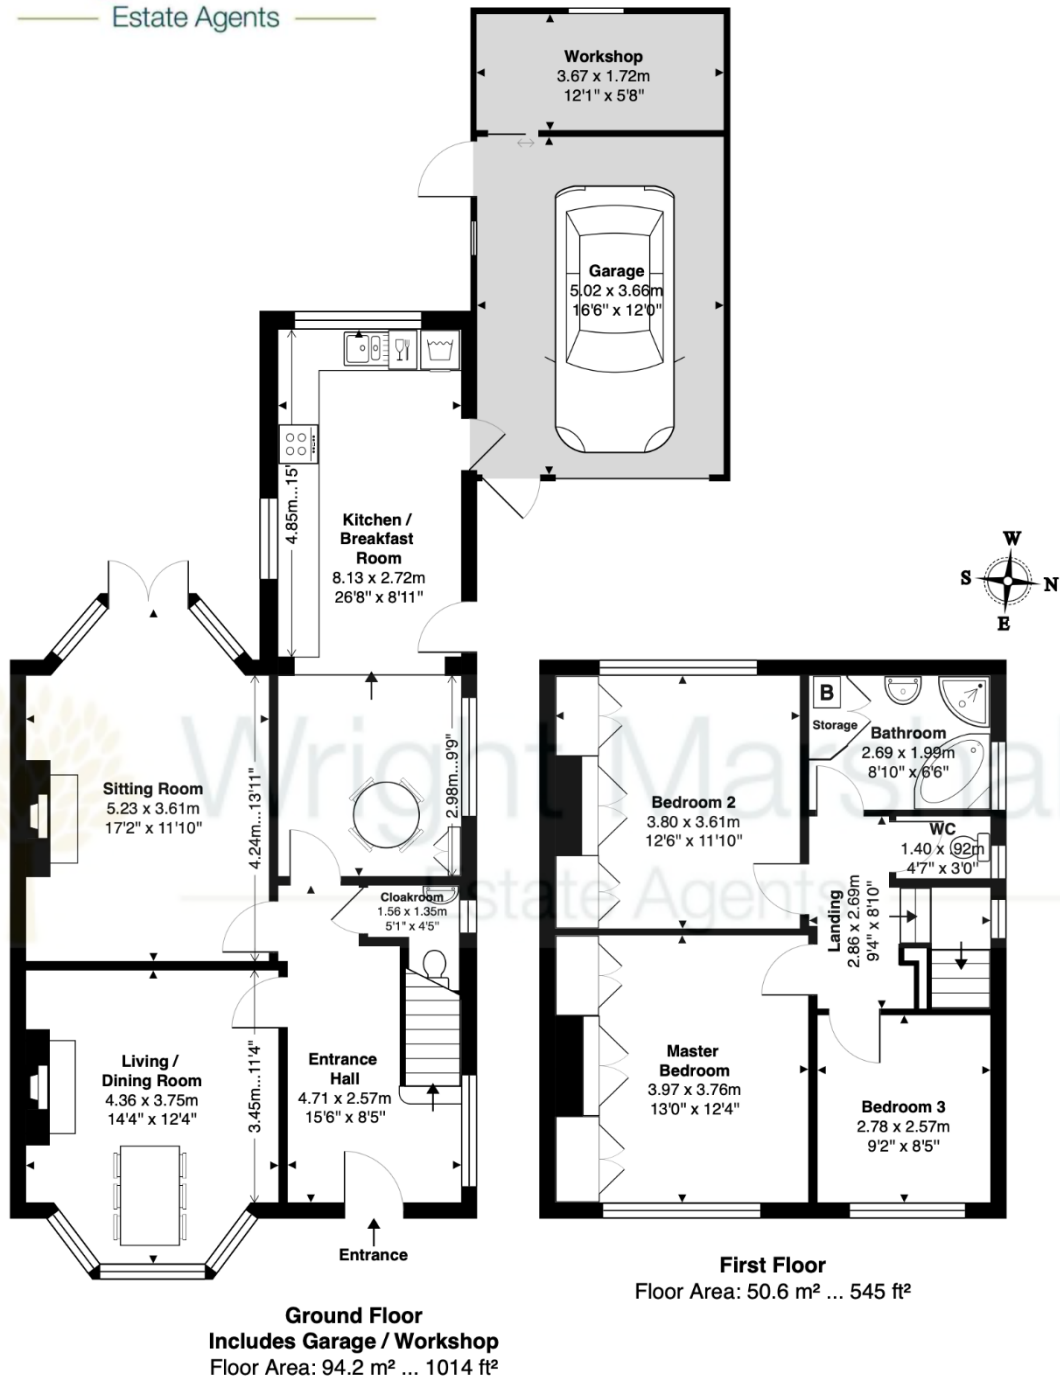 Estate Agents
Workshop
3.67 x 1.72m
12'1" x 5'8"
Garage
5.02 x 3.66m
16'6" x 12'0"
4.85m...15'
Kitchen /
Breakfast
Room
8.13 x 2.72m
26'8" x 8'11"
W
S
N
E
Sitting Room
5.23 x 3.61m
17'2" x 11'10"
4.24m...13'11"
2.98m...9'9"
Cloakroom
1.56 x 1.35m
5'1" x 4'5"
Living /
Dining Room
4.36 x 3.75m
14'4" x 12'4"
3.45m...11'4"
Entrance
Hall
4.71 x 2.57m
15'6" x 8'5"
Entrance
Ground Floor
Includes Garage / Workshop
Floor Area: 94.2 m² ... 1014 ft²
B
Storage
Bathroom
2.69 x 1.99m
8'10" x 6'6"
Bedroom 2
3.80 x 3.61m
12'6" x 11'10"
WC
1.40 x .92m
4'7" x 3'0"
Landing
2.86 x 2.69m
9'4" x 8'10"
Master
Bedroom
3.97 x 3.76m
13'0" x 12'4"
Bedroom 3
2.78 x 2.57m
9'2" x 8'5"
First Floor
Floor Area: 50.6 m² ... 545 ft²
Wright Marshal
Estate Agents